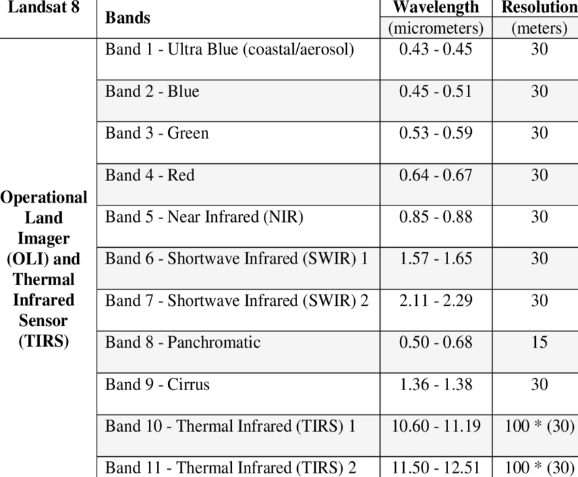 Landsat 8 Bands Wavelength Resolution
(micrometers) (meters)
Operational
Land
Imager
(OLI) and
Thermal
Infrared
Sensor
(TIRS)
Band 1 - Ultra Blue (coastal/aerosol) 0.43 - 0.45 30
Band 2 - Blue 0.45 - 0.51 30
Band 3 - Green 0.53 - 0.59 30
Band 4 - Red 0.64 - 0.67 30
Band 5 - Near Infrared (NIR) 0.85 - 0.88 30
Band 6 - Shortwave Infrared (SWIR) 1 1.57 - 1.65 30
Band 7 - Shortwave Infrared (SWIR) 2 2.11 - 2.29 30
Band 8 - Panchromatic 0.50 - 0.68 15
Band 9 - Cirrus 1.36 - 1.38 30
Band 10 - Thermal Infrared (TIRS) 1 10.60 - 11.19 100 * (30)
Band 11 - Thermal Infrared (TIRS) 2 11.50 - 12.51 100 * (30)